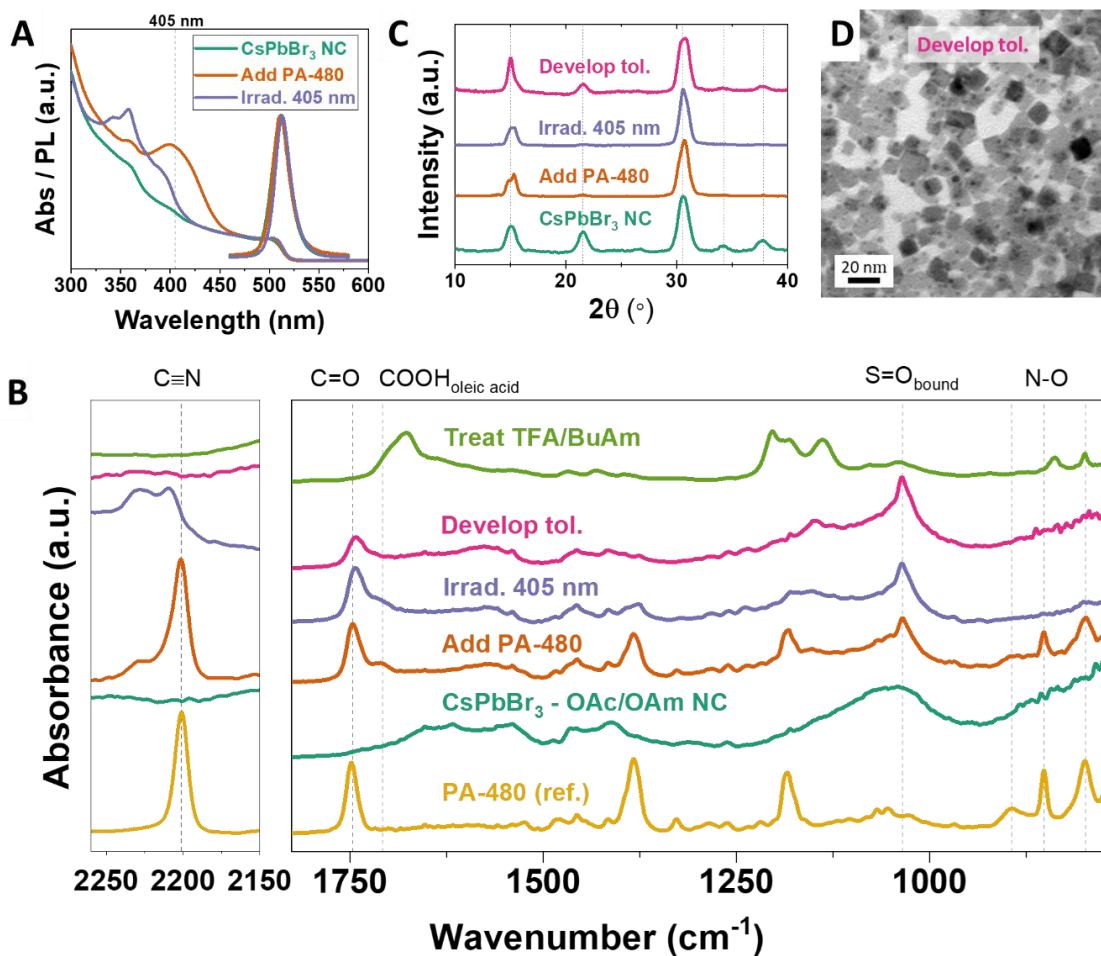 A
405 nm
CsPbBr₃ NC
Add PA-480
Irrad. 405 nm
Abs / PL (a.u.)
300 350 400 450 500 550 600
Wavelength (nm)
C
Develop tol.
Irrad. 405 nm
Add PA-480
CsPbBr₃ NC
Intensity (a.u.)
10 20 30 40
2θ (°)
D
Develop tol.
20 nm
B
C≡N
C=O
COOH oleic acid
S=O bound
N-O
Treat TFA/BuAm
Develop tol.
Irrad. 405 nm
Add PA-480
CsPbBr₃ - OAc/OAm NC
PA-480 (ref.)
Absorbance (a.u.)
2250 2200 2150 1750 1500 1250 1000
Wavenumber (cm⁻¹)